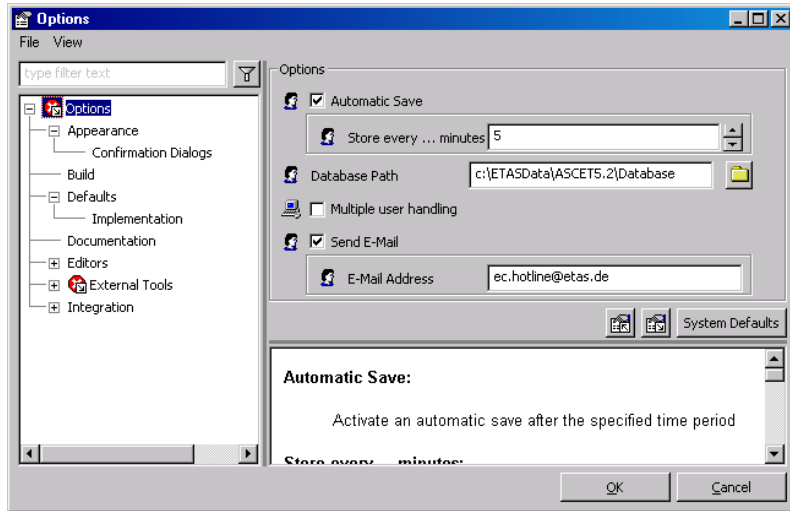 Options
File View
type filter text
Options
Appearance
Confirmation Dialogs
Build
Defaults
Implementation
Documentation
Editors
External Tools
Integration
Options
Automatic Save
Store every ... minutes 5
Database Path c:\ETASData\ASCET5.2\Database
Multiple user handling
Send E-Mail
E-Mail Address ec.hotline@etas.de
System Defaults
Automatic Save:
Activate an automatic save after the specified time period
Store every ... minutes:
OK Cancel